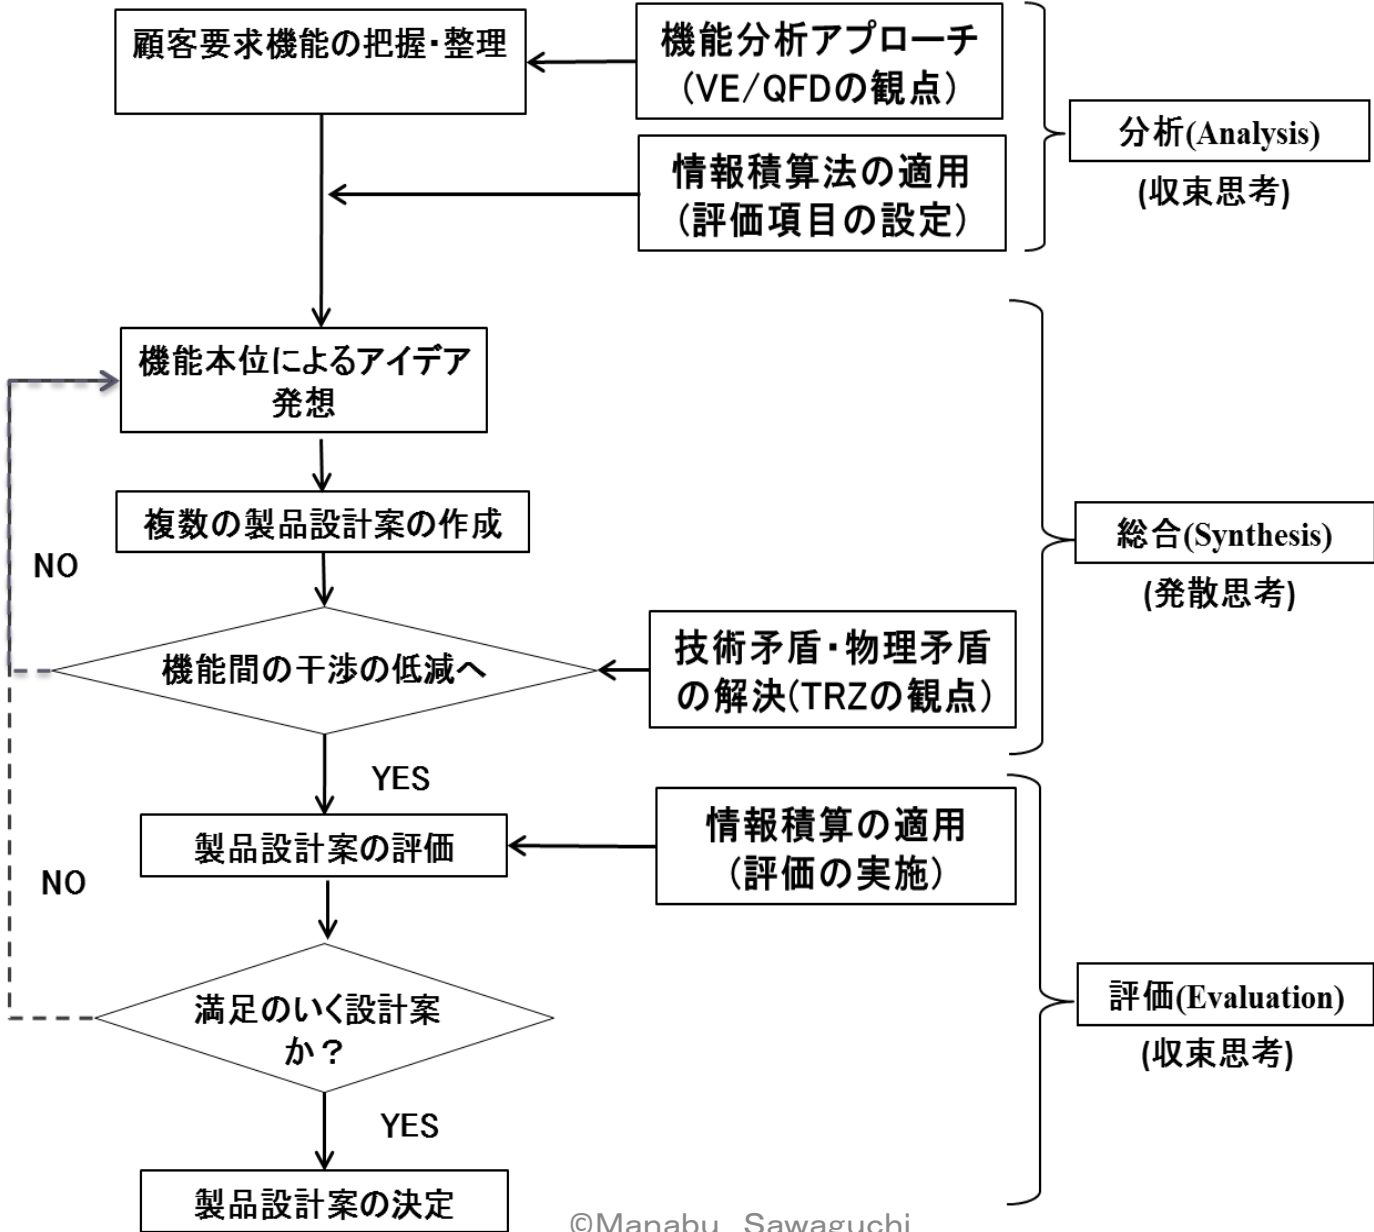 顧客要求機能の把握・整理
機能分析アプローチ
(VE/QFDの観点)
情報積算法の適用
(評価項目の設定)
分析(Analysis)
(収束思考)
機能本位によるアイデア
発想
複数の製品設計案の作成
NO
機能間の干渉の低減へ
技術矛盾・物理矛盾
の解決(TRZの観点)
総合(Synthesis)
(発散思考)
YES
製品設計案の評価
情報積算の適用
(評価の実施)
NO
満足のいく設計案
か？
評価(Evaluation)
(収束思考)
YES
製品設計案の決定
©Manabu Sawaguchi